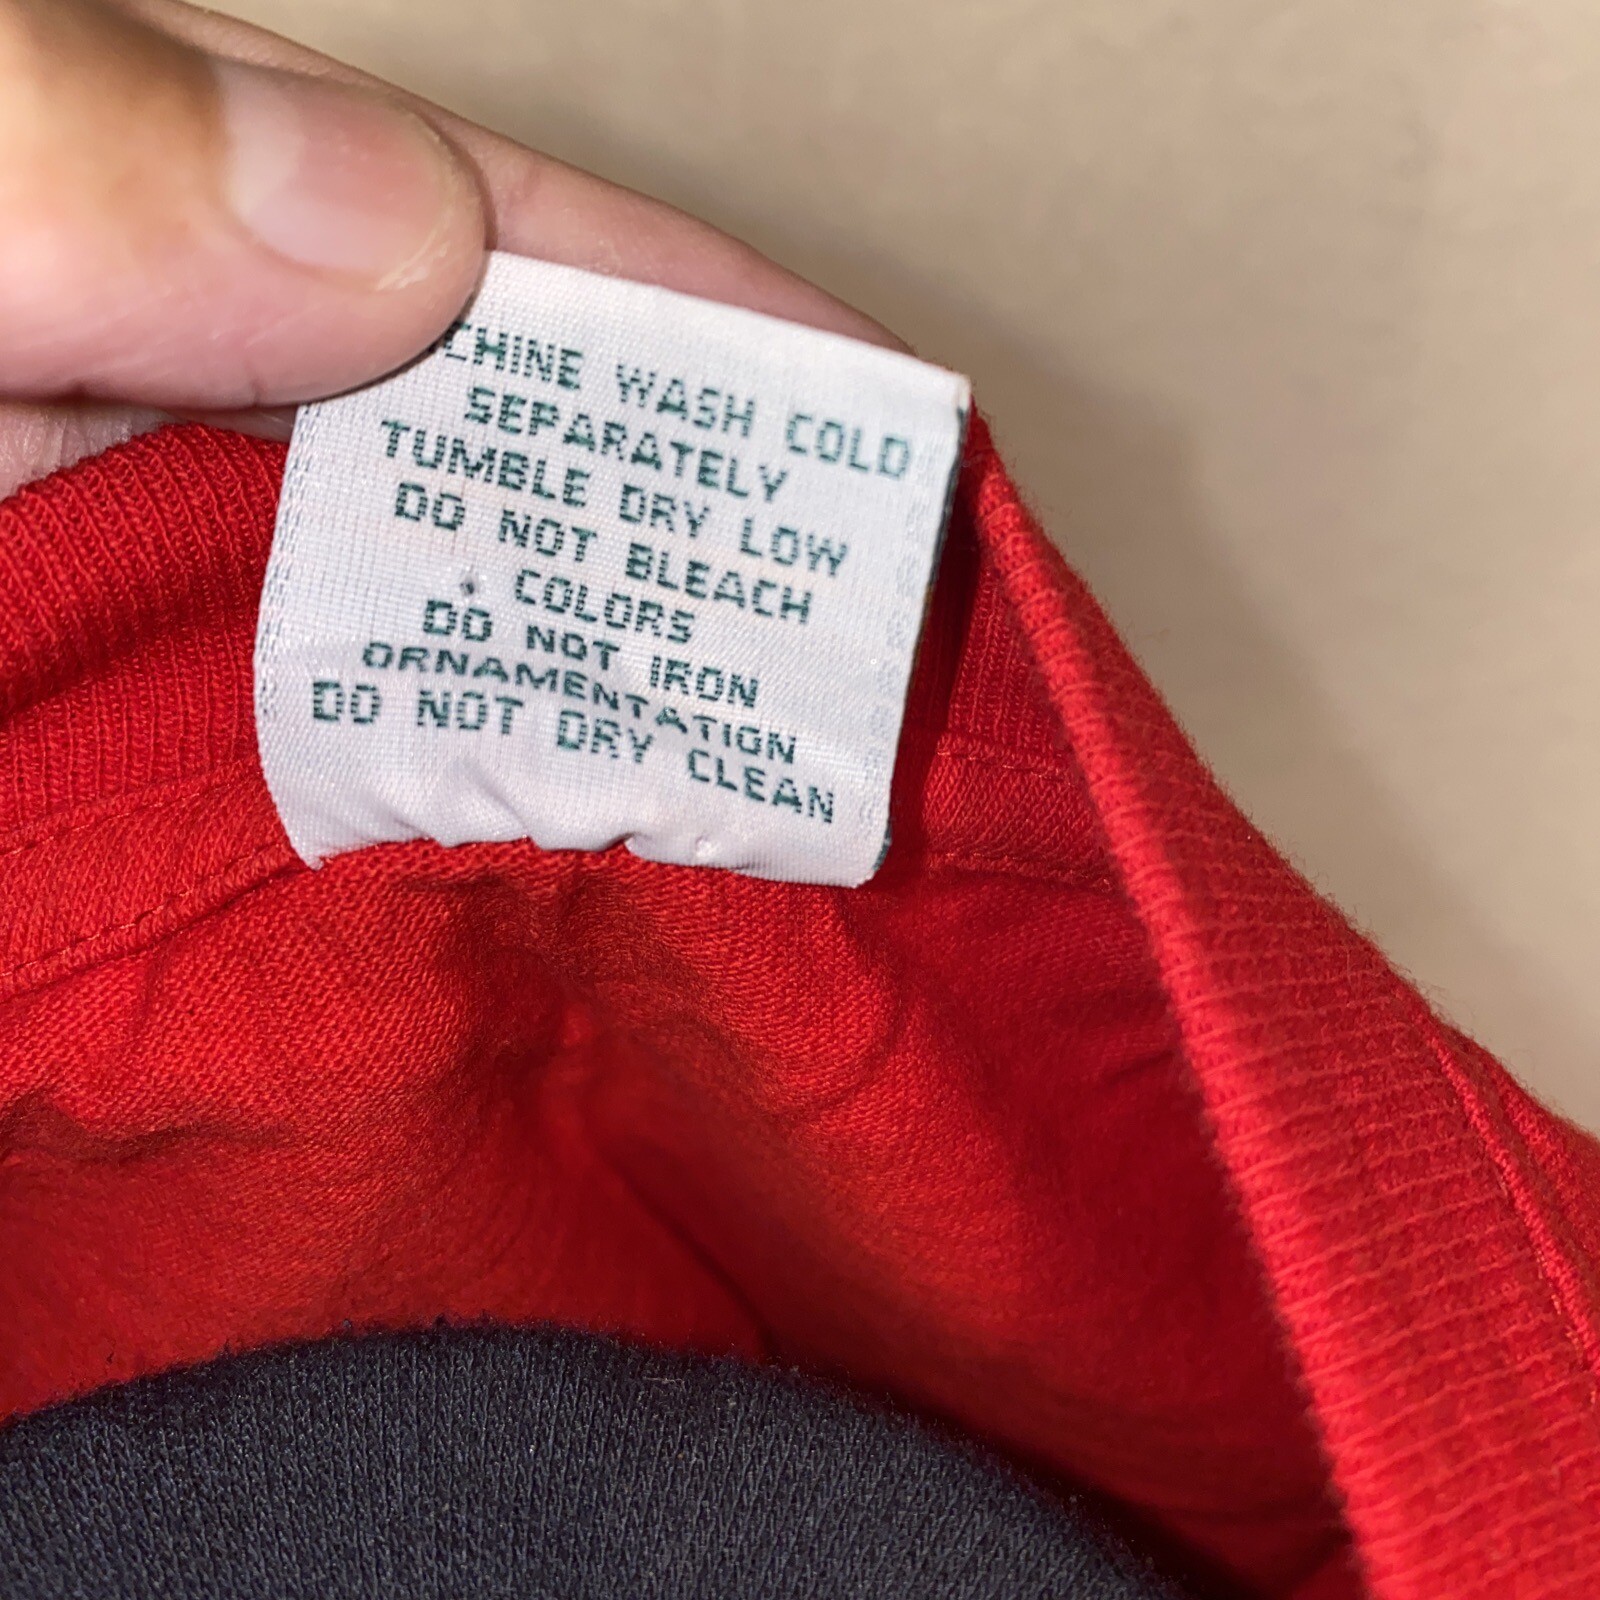 CHINE WASH COLD
SEPARATELY
TUMBLE DRY LOW
DO NOT BLEACH
COLORS
DO NOT IRON
ORNAMENTATION
DO NOT DRY CLEAN